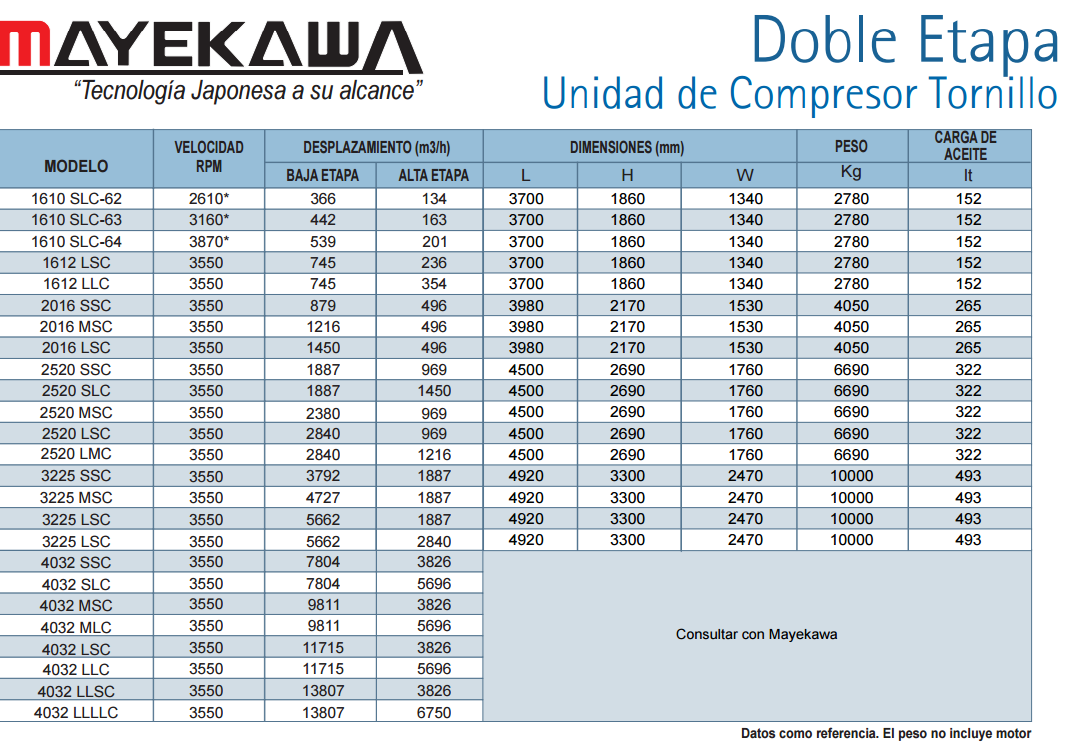 MAYEKAWA
“Tecnología Japonesa a su alcance”
Doble Etapa
Unidad de Compresor Tornillo
MODELO VELOCIDAD RPM DESPLAZAMIENTO (m3/h) DIMENSIONES (mm) PESO CARGA DE ACEITE
BAJA ETAPA ALTA ETAPA L H W Kg lt
1610 SLC-62 2610* 366 134 3700 1860 1340 2780 152
1610 SLC-63 3160* 442 163 3700 1860 1340 2780 152
1610 SLC-64 3870* 539 201 3700 1860 1340 2780 152
1612 LSC 3550 745 236 3700 1860 1340 2780 152
1612 LLC 3550 745 354 3700 1860 1340 2780 152
2016 SSC 3550 879 496 3980 2170 1530 4050 265
2016 MSC 3550 1216 496 3980 2170 1530 4050 265
2016 LSC 3550 1450 496 3980 2170 1530 4050 265
2520 SSC 3550 1887 969 4500 2690 1760 6690 322
2520 SLC 3550 1887 1450 4500 2690 1760 6690 322
2520 MSC 3550 2380 969 4500 2690 1760 6690 322
2520 LSC 3550 2840 969 4500 2690 1760 6690 322
2520 LMC 3550 2840 1216 4500 2690 1760 6690 322
3225 SSC 3550 3792 1887 4920 3300 2470 10000 493
3225 MSC 3550 4727 1887 4920 3300 2470 10000 493
3225 LSC 3550 5662 1887 4920 3300 2470 10000 493
3225 LSC 3550 5662 2840 4920 3300 2470 10000 493
4032 SSC 3550 7804 3826
4032 SLC 3550 7804 5696
4032 MSC 3550 9811 3826
4032 MLC 3550 9811 5696
4032 LSC 3550 11715 3826
4032 LLC 3550 11715 5696
4032 LLSC 3550 13807 3826
4032 LLLLC 3550 13807 6750
Consultar con Mayekawa
Datos como referencia. El peso no incluye motor